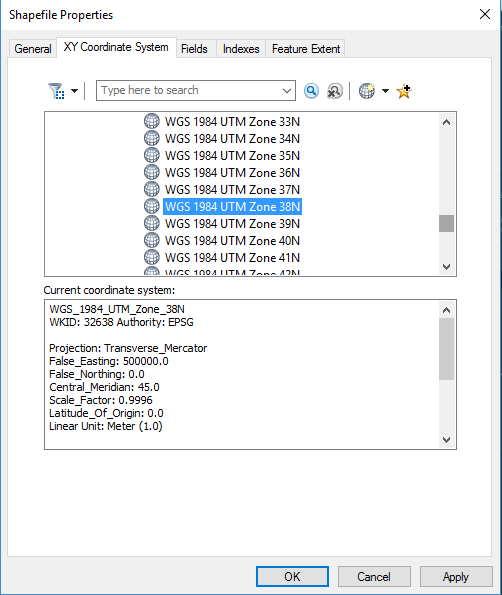 Shapefile Properties
General XY Coordinate System Fields Indexes Feature Extent
Type here to search
WGS 1984 UTM Zone 33N
WGS 1984 UTM Zone 34N
WGS 1984 UTM Zone 35N
WGS 1984 UTM Zone 36N
WGS 1984 UTM Zone 37N
WGS 1984 UTM Zone 38N
WGS 1984 UTM Zone 39N
WGS 1984 UTM Zone 40N
WGS 1984 UTM Zone 41N
WGS 1984 UTM Zone 42N
Current coordinate system:
WGS_1984_UTM_Zone_38N
WKID: 32638 Authority: EPSG
Projection: Transverse_Mercator
False_Easting: 500000.0
False_Northing: 0.0
Central_Meridian: 45.0
Scale_Factor: 0.9996
Latitude_Of_Origin: 0.0
Linear Unit: Meter (1.0)
OK Cancel Apply